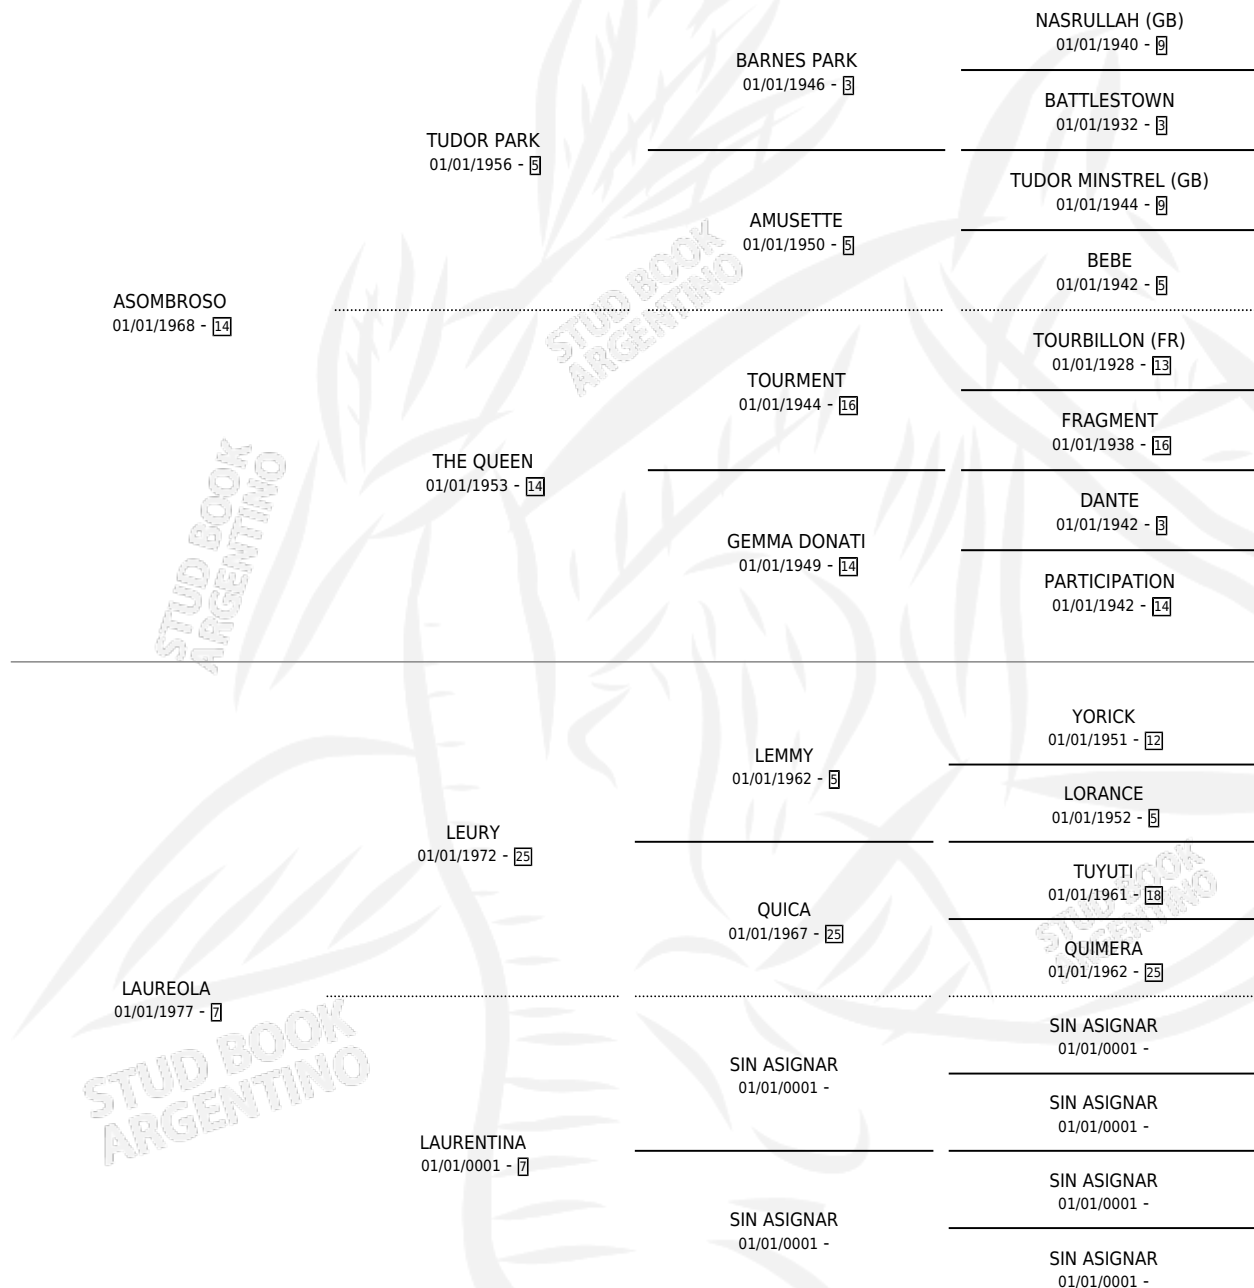 NASRULLAH (GB)
01/01/1940 - 9
BARNES PARK
01/01/1946 - 3
BATTLESTOWN
01/01/1932 - 3
TUDOR PARK
01/01/1956 - 5
TUDOR MINSTREL (GB)
01/01/1944 - 9
AMUSETTE
01/01/1950 - 5
BEBE
01/01/1942 - 5
ASOMBROSO
01/01/1968 - 14
STUD BOOK
ARGENTINO
TOURBILLON (FR)
01/01/1928 - 13
TOURMENT
01/01/1944 - 16
FRAGMENT
01/01/1938 - 16
THE QUEEN
01/01/1953 - 14
DANTE
01/01/1942 - 3
GEMMA DONATI
01/01/1949 - 14
PARTICIPATION
01/01/1942 - 14
STUD BOOK
ARGENTINO
YORICK
01/01/1951 - 12
LEMMY
01/01/1962 - 5
LORANCE
01/01/1952 - 5
LEURY
01/01/1972 - 25
TUYUTI
01/01/1961 - 18
QUICA
01/01/1967 - 25
STUD BOOK
ARGENTINO
QUIMERA
01/01/1962 - 25
LAUREOLA
01/01/1977 - 7
STUD BOOK
ARGENTINO
SIN ASIGNAR
01/01/0001 -
SIN ASIGNAR
01/01/0001 -
SIN ASIGNAR
01/01/0001 -
LAURENTINA
01/01/0001 - 7
SIN ASIGNAR
01/01/0001 -
SIN ASIGNAR
01/01/0001 -
SIN ASIGNAR
01/01/0001 -